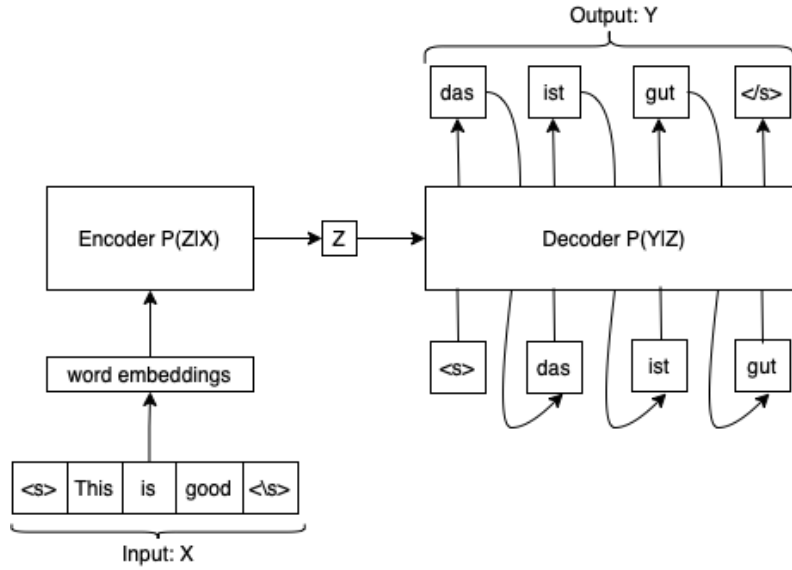 Output: Y
das ist gut </s>
Encoder P(Z|X) Z Decoder P(Y|Z)
word embeddings
<s> das ist gut
<s> This is good <\s>
Input: X